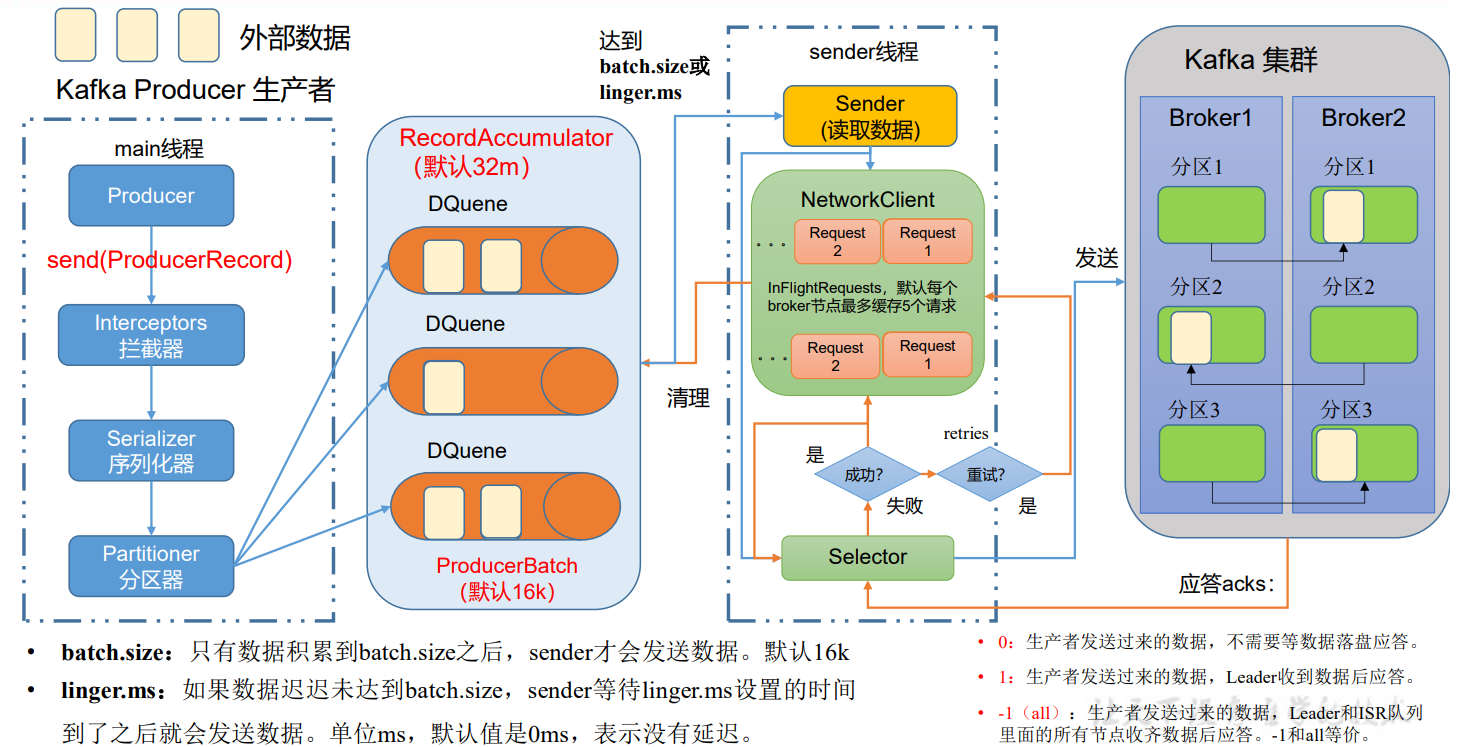 外部数据
Kafka Producer 生产者
main线程
Producer
send(ProducerRecord)
Interceptors
拦截器
Serializer
序列化器
Partitioner
分区器
RecordAccumulator
（默认32m）
DQuene
DQuene
DQuene
ProducerBatch
（默认16k）
达到
batch.size或
linger.ms
清理
sender线程
Sender
(读取数据)
NetworkClient
...
Request
2
Request
1
InFlightRequests，默认每个
broker节点最多缓存5个请求
...
Request
2
Request
1
retries
是
成功？
重试？
失败
是
Selector
发送
Kafka 集群
Broker1
Broker2
分区1
分区1
分区2
分区2
分区3
分区3
应答acks：
• batch.size：只有数据积累到batch.size之后，sender才会发送数据。默认16k
• linger.ms：如果数据迟迟未达到batch.size，sender等待linger.ms设置的时间
到了之后就会发送数据。单位ms，默认值是0ms，表示没有延迟。
• 0：生产者发送过来的数据，不需要等数据落盘应答。
• 1：生产者发送过来的数据，Leader收到数据后应答。
• -1（all）：生产者发送过来的数据，Leader和ISR队列
里面的所有节点收齐数据后应答。-1和all等价。